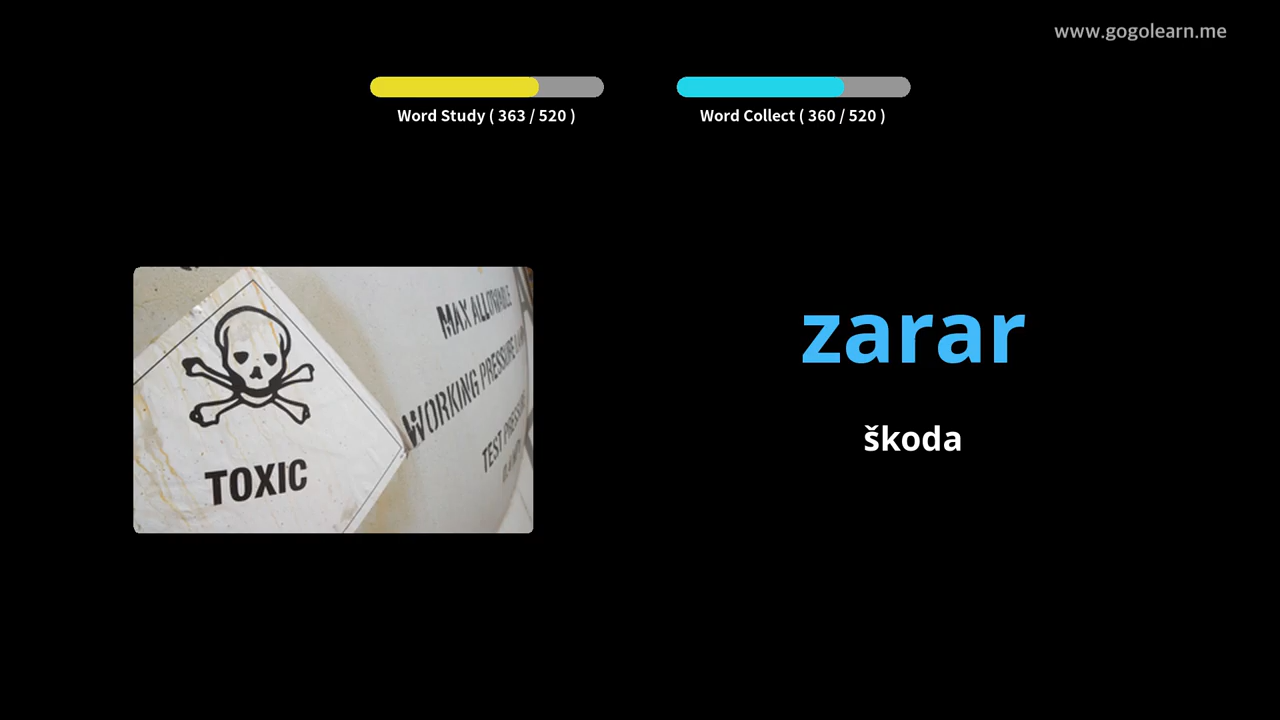 www.gogolearn.me
Word Study ( 363 / 520 )
Word Collect ( 360 / 520 )
MAX ALLOWABLE
WORKING PRESSURE
TEST
TOXIC
zarar
škoda